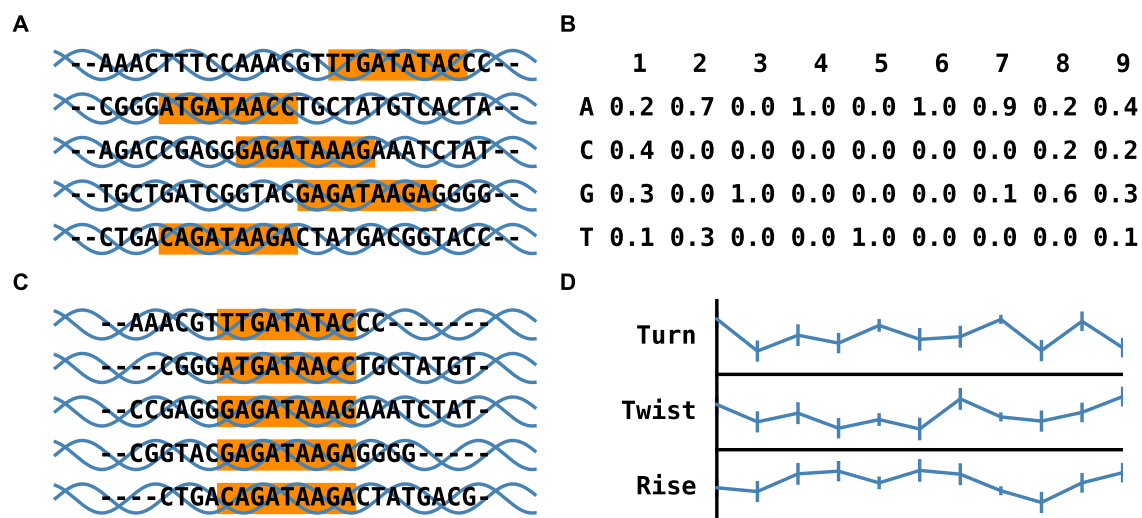 A
--AAACTTTCCAAACGTTTGATATACCC--
--CGGGATGATAACCTGCTATGTCACTA--
--AGACCGAGGGAGATAAAGAAATCTAT--
--TGCTGATCGGTACGAGATAAGAGGGG--
--CTGACAGATAAGACTATGACGGTACC--
B
1 2 3 4 5 6 7 8 9
A 0.2 0.7 0.0 1.0 0.0 1.0 0.9 0.2 0.4
C 0.4 0.0 0.0 0.0 0.0 0.0 0.0 0.2 0.2
G 0.3 0.0 1.0 0.0 0.0 0.0 0.1 0.6 0.3
T 0.1 0.3 0.0 0.0 1.0 0.0 0.0 0.0 0.1
C
--AAACGTTTGATATACCC-------
----CGGGATGATAACCTGCTATGT-
--CCGAGGGAGATAAAGAAATCTAT-
--CGGTACGAGATAAGAGGGG-----
----CTGACAGATAAGACTATGACG-
D
Turn
Twist
Rise